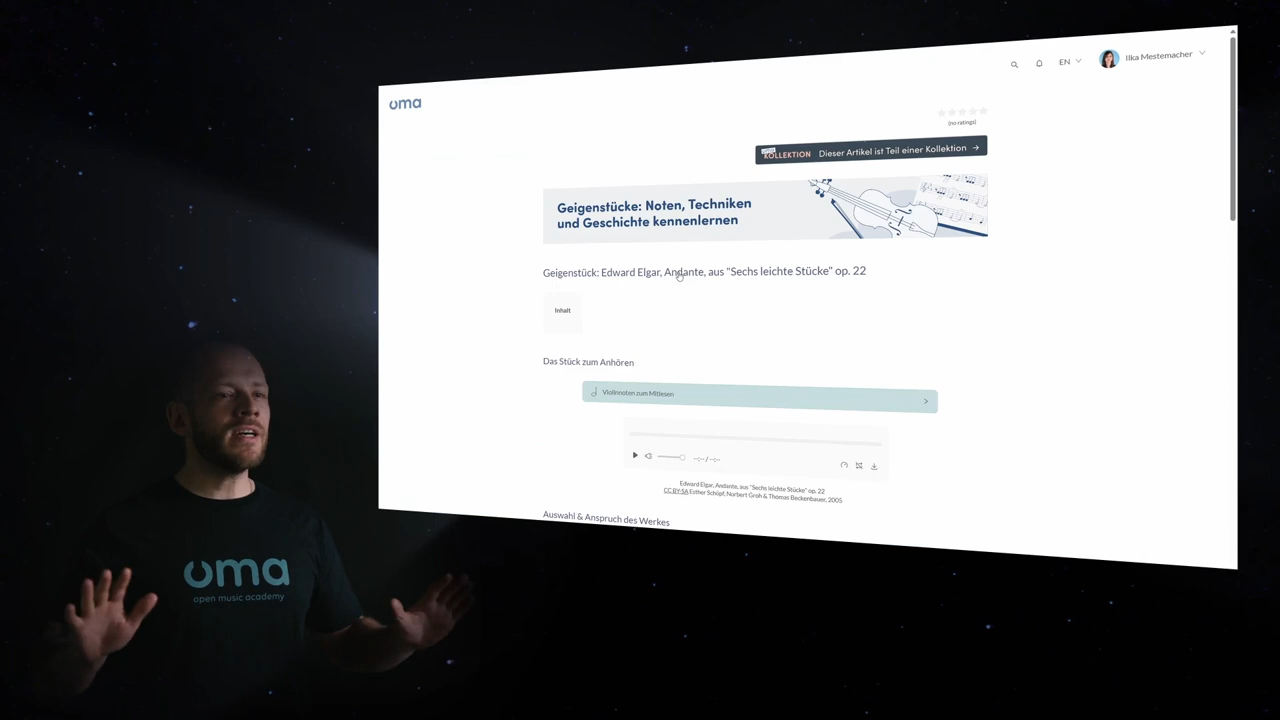 oma
EN
Ilka Mestemacher
(no ratings)
KOLLEKTION Dieser Artikel ist Teil einer Kollektion →
Geigenstücke: Noten, Techniken
und Geschichte kennenlernen
Geigenstück: Edward Elgar, Andante, aus "Sechs leichte Stücke" op. 22
Inhalt
Das Stück zum Anhören
Violinnoten zum Mitlesen
--:-- / --:--
Edward Elgar, Andante, aus "Sechs leichte Stücke" op. 22
CC BY-SA Esther Schöpf, Norbert Groh & Thomas Beckenbauer, 2005
Auswahl & Anspruch des Werkes
oma
open music academy